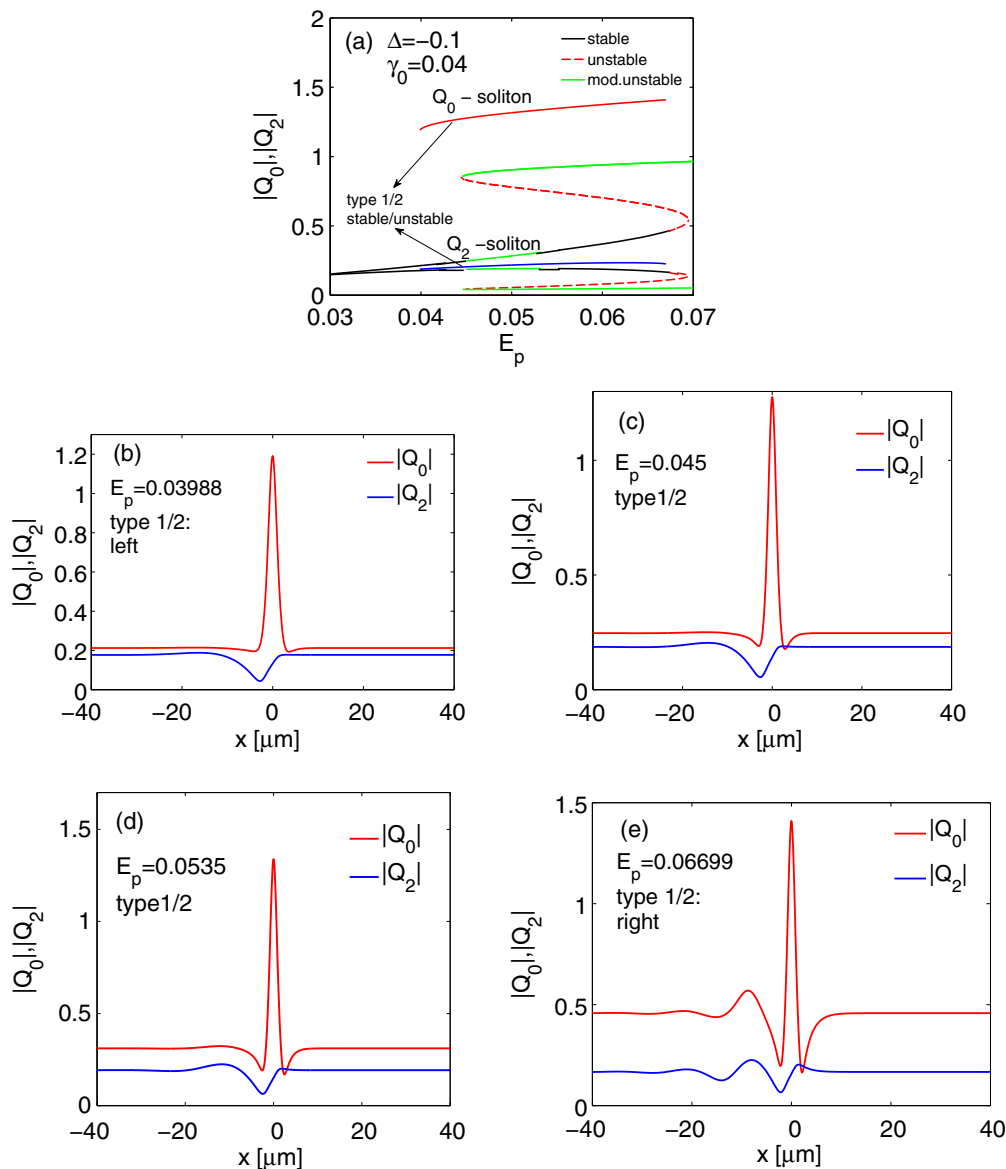 (a) Δ=−0.1
γ₀=0.04
stable
unstable
mod.unstable
Q₀ − soliton
type 1/2
stable/unstable
Q₂ −soliton
|Q₀|,|Q₂|
2
1.5
1
0.5
0
0.03 0.04 0.05 0.06 0.07
Eₚ
(b)
Eₚ=0.03988
type 1/2:
left
|Q₀|
|Q₂|
|Q₀|,|Q₂|
1.2
1
0.8
0.6
0.4
0.2
0
−40 −20 0 20 40
x [μm]
(c)
Eₚ=0.045
type1/2
|Q₀|
|Q₂|
|Q₀|,|Q₂|
1
0.5
0
−40 −20 0 20 40
x [μm]
(d)
Eₚ=0.0535
type1/2
|Q₀|
|Q₂|
|Q₀|,|Q₂|
1.5
1
0.5
0
−40 −20 0 20 40
x [μm]
(e)
Eₚ=0.06699
type 1/2:
right
|Q₀|
|Q₂|
|Q₀|,|Q₂|
1.5
1
0.5
0
−40 −20 0 20 40
x [μm]